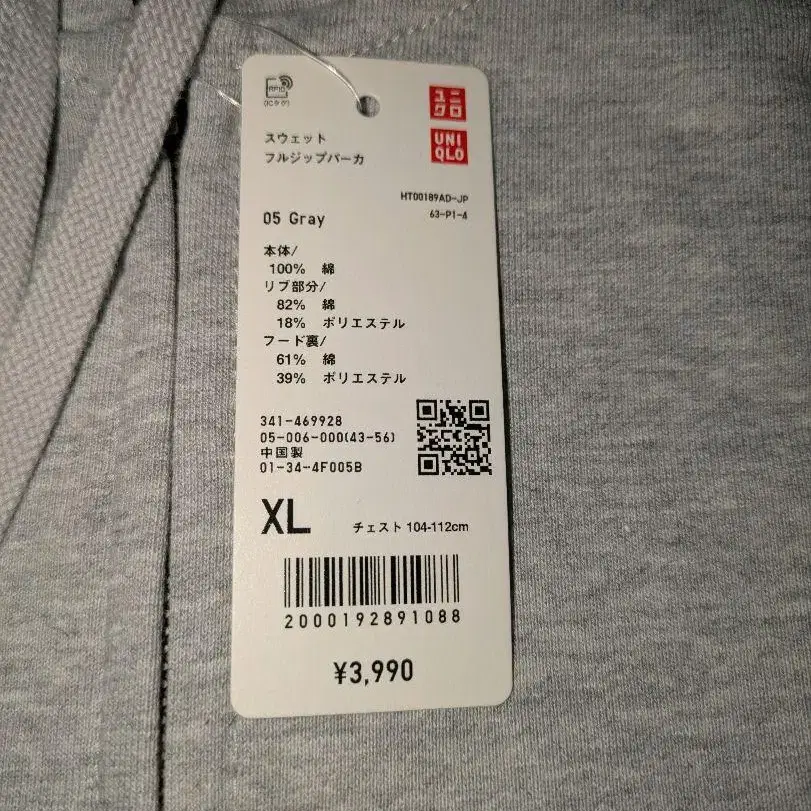 RFID
(ICタグ)
ユニ
クロ
UNI
QLO
スウェット
フルジップパーカ
HT00189AD-JP
63-P1-4
05 Gray
本体/
100% 綿
リブ部分/
82% 綿
18% ポリエステル
フード裏/
61% 綿
39% ポリエステル
341-469928
05-006-000(43-56)
中国製
01-34-4F005B
XL チェスト 104-112cm
2000192891088
¥3,990